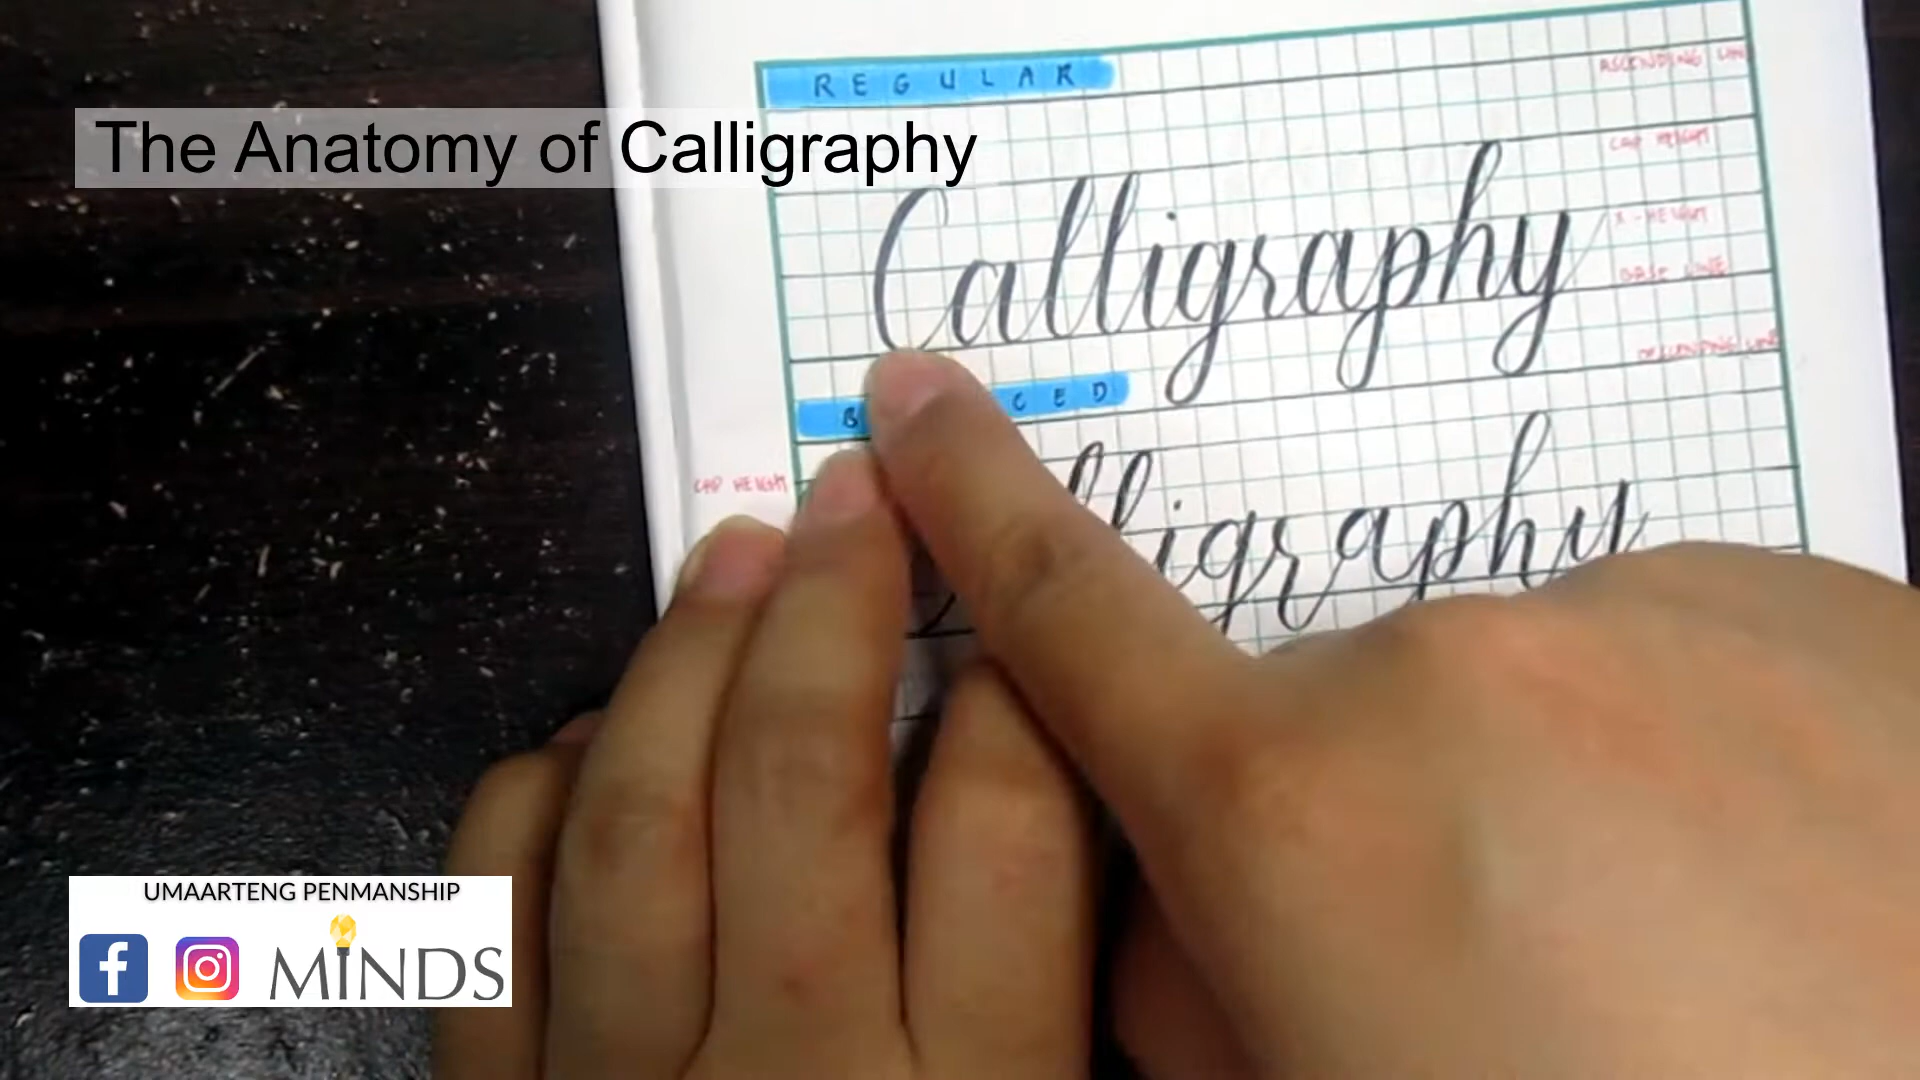 REGULAR
ASCENDING LINE
The Anatomy of Calligraphy
CAP HEIGHT
Calligraphy
X-HEIGHT
BASE LINE
DESCENDING LINE
CED
CAP HEIGHT
lligraphy
UMAARTENG PENMANSHIP
MINDS